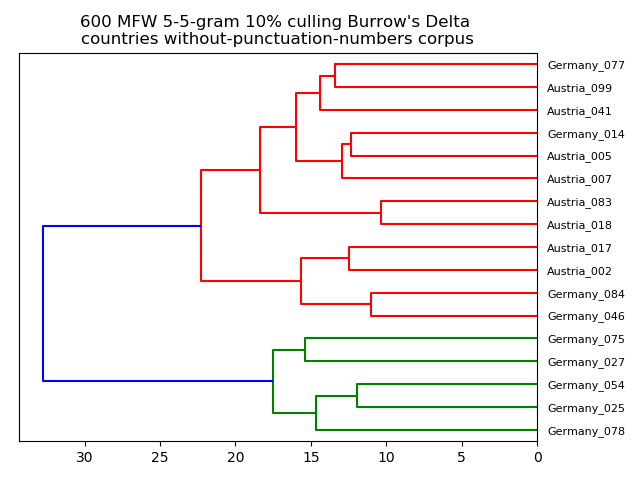 600 MFW 5-5-gram 10% culling Burrow's Delta
countries without-punctuation-numbers corpus
Germany_077
Austria_099
Austria_041
Germany_014
Austria_005
Austria_007
Austria_083
Austria_018
Austria_017
Austria_002
Germany_084
Germany_046
Germany_075
Germany_027
Germany_054
Germany_025
Germany_078
30 25 20 15 10 5 0